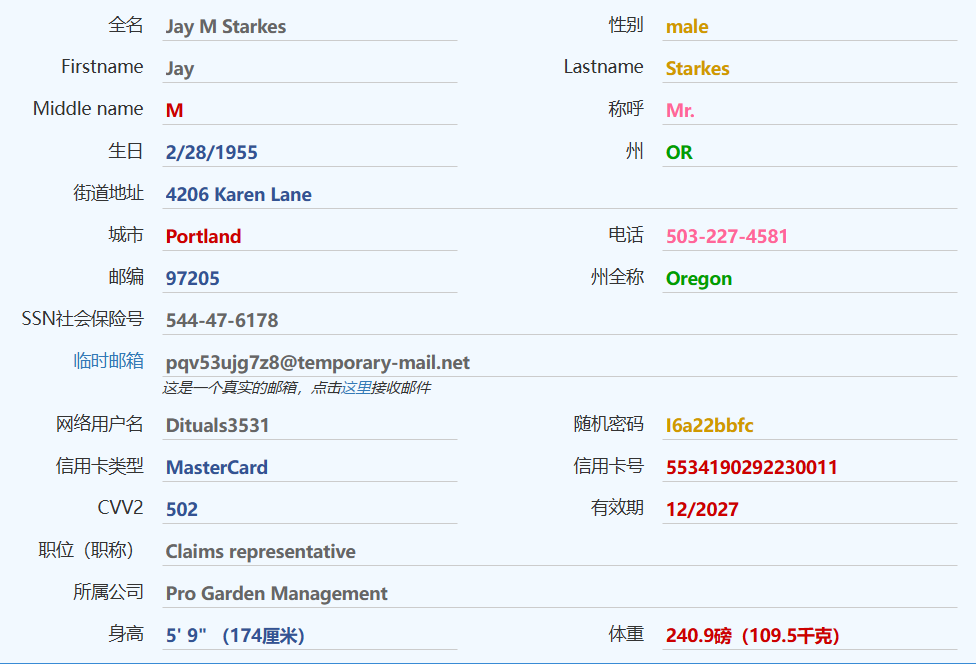 全名 Jay M Starkes 性别 male
Firstname Jay Lastname Starkes
Middle name M 称呼 Mr.
生日 2/28/1955 州 OR
街道地址 4206 Karen Lane
城市 Portland 电话 503-227-4581
邮编 97205 州全称 Oregon
SSN社会保险号 544-47-6178
临时邮箱 pqv53ujg7z8@temporary-mail.net
这是一个真实的邮箱，点击这里接收邮件
网络用户名 Dituals3531 随机密码 I6a22bbfc
信用卡类型 MasterCard 信用卡号 5534190292230011
CVV2 502 有效期 12/2027
职位（职称） Claims representative
所属公司 Pro Garden Management
身高 5' 9" （174厘米） 体重 240.9磅（109.5千克）